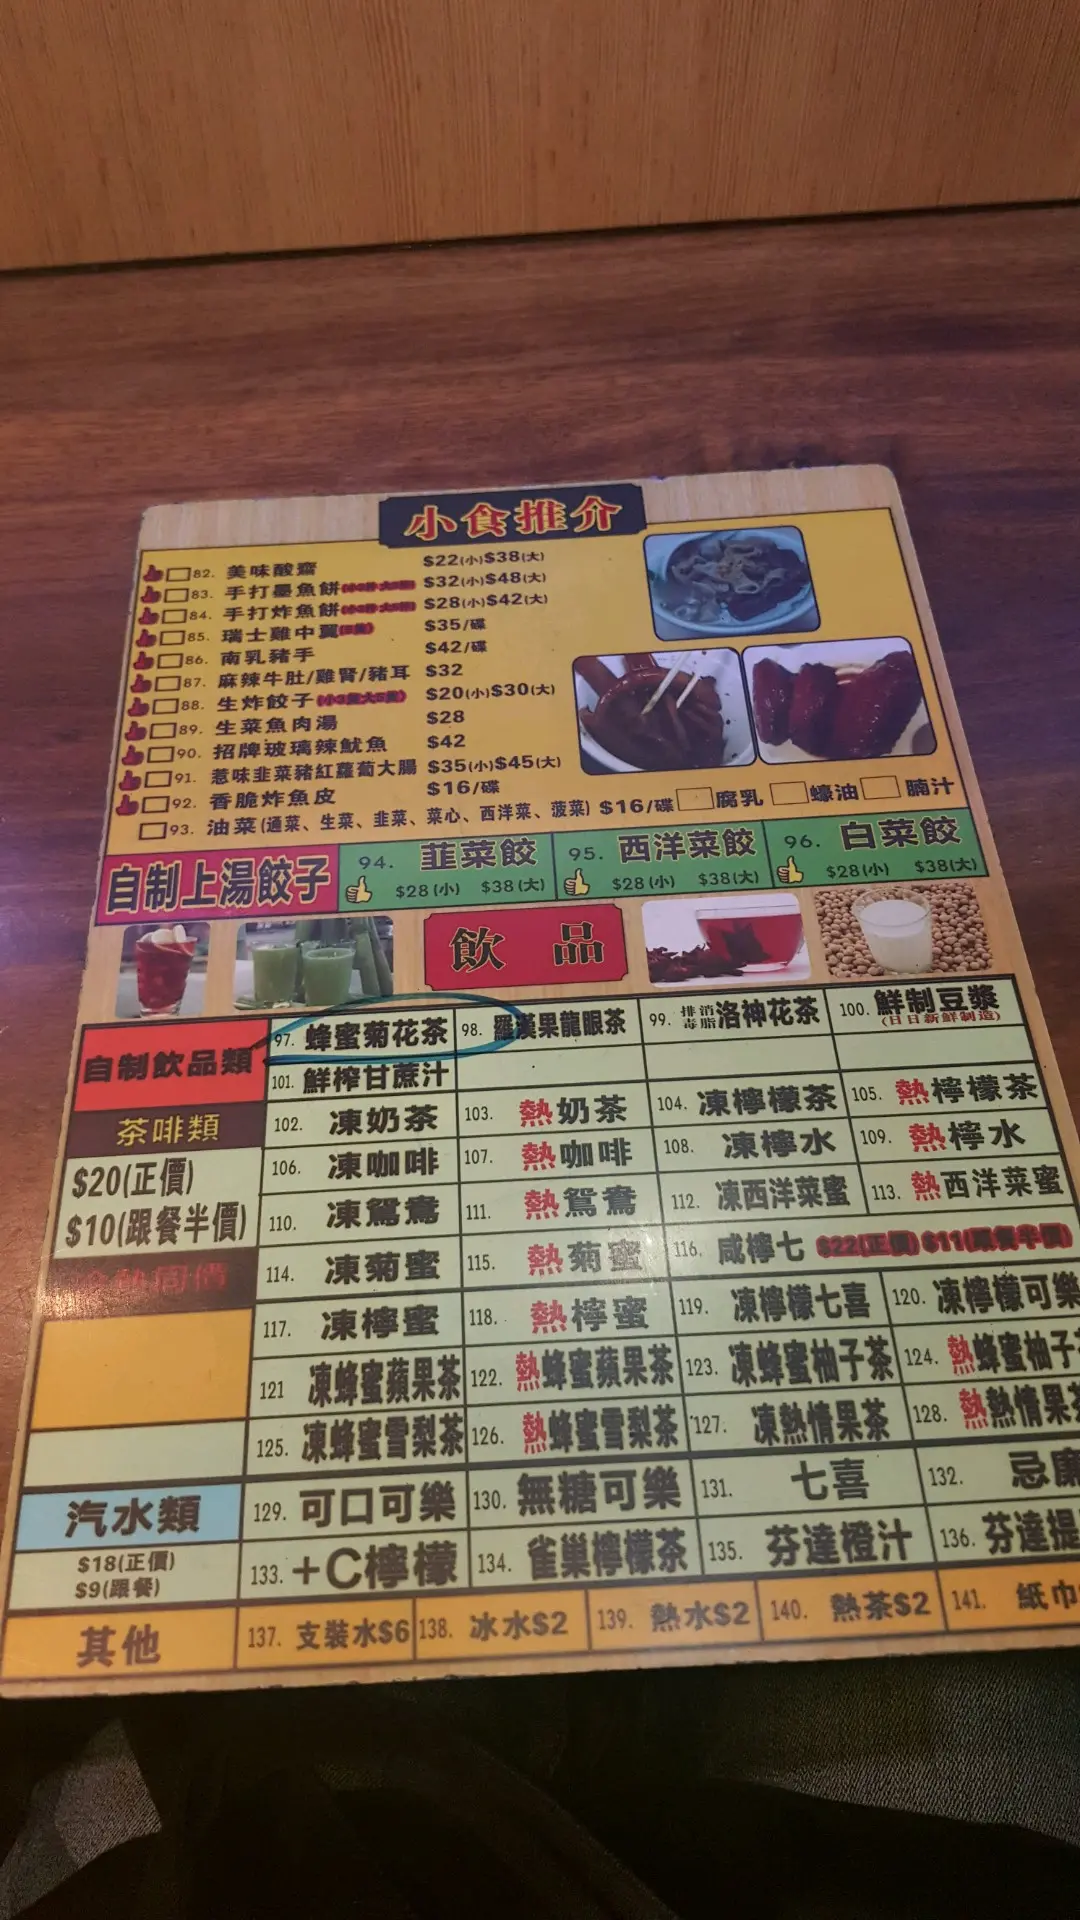 小食推介
82. 美味酸齋 $22(小)$38(大)
83. 手打墨魚餅 $32(小)$48(大)
84. 手打炸魚餅 $28(小)$42(大)
85. 瑞士雞中翼 $35/碟
86. 南乳豬手 $42/碟
87. 麻辣牛肚/雞腎/豬耳 $32
88. 生炸餃子 $20(小)$30(大)
89. 生菜魚肉湯 $28
90. 招牌玻璃辣魷魚 $42
91. 惹味韭菜豬紅蘿蔔大腸 $35(小)$45(大)
92. 香脆炸魚皮 $16/碟
93. 油菜(通菜、生菜、韭菜、菜心、西洋菜、菠菜) $16/碟 腐乳 蠔油 腩汁
自制上湯餃子
94. 韮菜餃 $28(小) $38(大)
95. 西洋菜餃 $28(小) $38(大)
96. 白菜餃 $28(小) $38(大)
飲品
自制飲品類
97. 蜂蜜菊花茶
98. 羅漢果龍眼茶
99. 排毒消脂洛神花茶
100. 鮮制豆漿
(日日新鮮制造)
101. 鮮榨甘蔗汁
茶啡類
$20(正價)
$10(跟餐半價)
102. 凍奶茶
103. 熱奶茶
104. 凍檸檬茶
105. 熱檸檬茶
106. 凍咖啡
107. 熱咖啡
108. 凍檸水
109. 熱檸水
110. 凍鴛鴦
111. 熱鴛鴦
112. 凍西洋菜蜜
113. 熱西洋菜蜜
114. 凍菊蜜
115. 熱菊蜜
116. 咸檸七 $22(正價) $11(跟餐半價)
117. 凍檸蜜
118. 熱檸蜜
119. 凍檸檬七喜
120. 凍檸檬可樂
121 凍蜂蜜蘋果茶
122. 熱蜂蜜蘋果茶
123. 凍蜂蜜柚子茶
124. 熱蜂蜜柚子
125. 凍蜂蜜雪梨茶
126. 熱蜂蜜雪梨茶
127. 凍熱情果茶
128. 熱熱情果
汽水類
$18(正價)
$9(跟餐)
129. 可口可樂
130. 無糖可樂
131. 七喜
132. 忌廉
133. +C檸檬
134. 雀巢檸檬茶
135. 芬達橙汁
136. 芬達提
其他
137. 支裝水$6
138. 冰水$2
139. 熱水$2
140. 熱茶$2
141. 紙巾